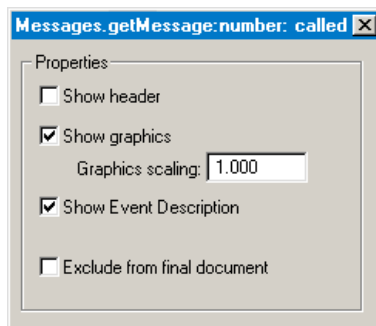 Messages.getMessage:number: called
Properties
Show header
Show graphics
Graphics scaling: 1.000
Show Event Description
Exclude from final document